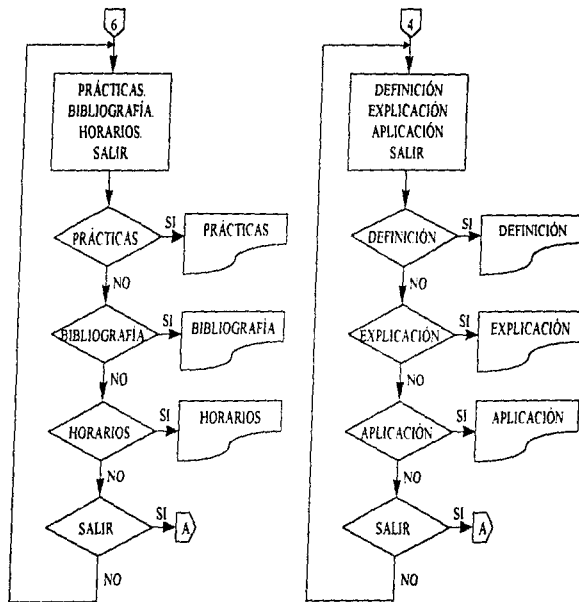 6
PRÁCTICAS.
BIBLIOGRAFÍA.
HORARIOS.
SALIR
PRÁCTICAS
SI
PRÁCTICAS
NO
BIBLIOGRAFÍA
SI
BIBLIOGRAFÍA
NO
HORARIOS
SI
HORARIOS
NO
SALIR
SI
A
NO
4
DEFINICIÓN
EXPLICACIÓN
APLICACIÓN
SALIR
DEFINICIÓN
SI
DEFINICIÓN
NO
EXPLICACIÓN
SI
EXPLICACIÓN
NO
APLICACIÓN
SI
APLICACIÓN
NO
SALIR
SI
A
NO